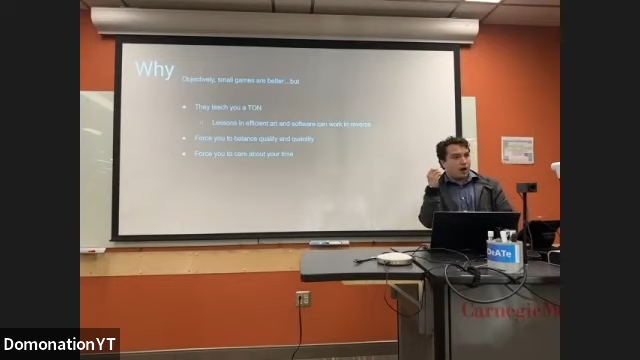 Why
Objectively, small games are better...but
They teach you a TON
Lessons in efficient art and software can work in reverse
Force you to balance quality and quantity
Force you to care about your time
DeATe
Carnegie
DomonationYT